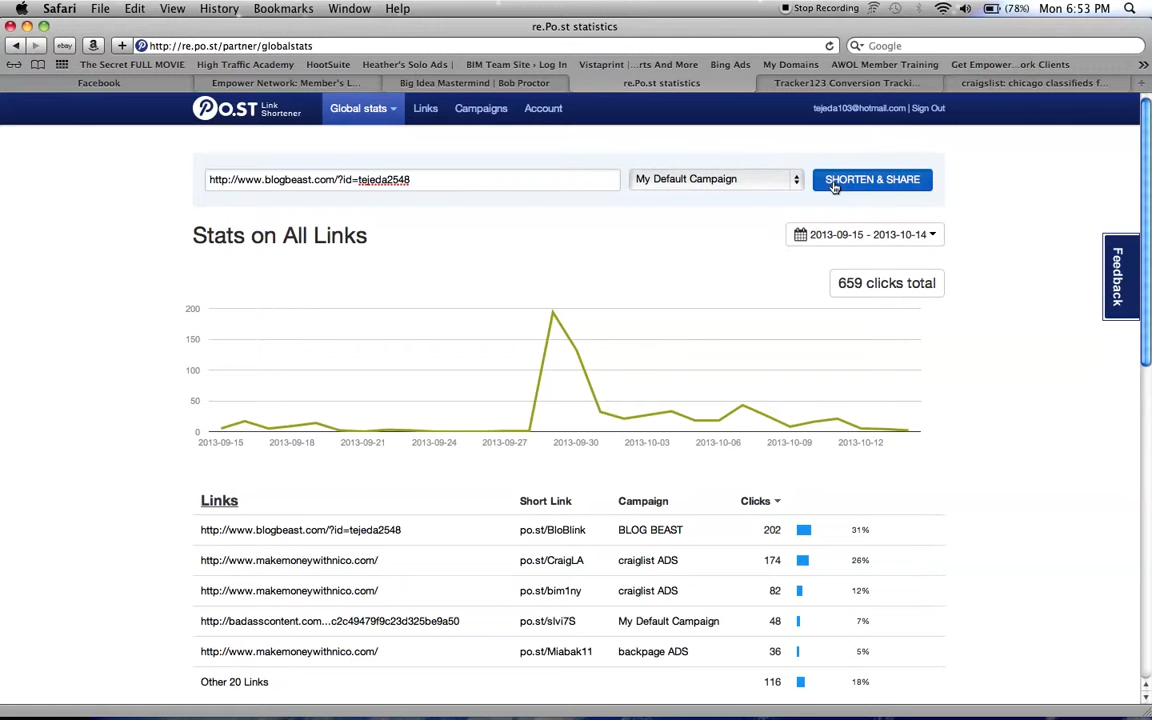 Safari File Edit View History Bookmarks Window Help Stop Recording (78%) Mon 6:53 PM
re.Po.st statistics
ebay a + http://re.po.st/partner/globalstats Google
The Secret FULL MOVIE High Traffic Academy HootSuite Heather's Solo Ads | BIM Team Site › Log In Vistaprint |...rts And More Bing Ads My Domains AWOL Member Training Get Empower...ork Clients
Facebook Empower Network: Member's L... Big Idea Mastermind | Bob Proctor re.Po.st statistics Tracker123 Conversion Tracki... craigslist: chicago classifieds f...
PO.ST Link Shortener Global stats Links Campaigns Account tejeda103@hotmail.com | Sign Out
http://www.blogbeast.com/?id=tejeda2548 My Default Campaign SHORTEN & SHARE
Stats on All Links 2013-09-15 - 2013-10-14
Feedback
659 clicks total
200
150
100
50
0
2013-09-15 2013-09-18 2013-09-21 2013-09-24 2013-09-27 2013-09-30 2013-10-03 2013-10-06 2013-10-09 2013-10-12
Links Short Link Campaign Clicks
http://www.blogbeast.com/?id=tejeda2548 po.st/BloBlink BLOG BEAST 202 31%
http://www.makemoneywithnico.com/ po.st/CraigLA craiglist ADS 174 26%
http://www.makemoneywithnico.com/ po.st/bim1ny craiglist ADS 82 12%
http://badasscontent.com...c2c49479f9c23d325be9a50 po.st/slvi7S My Default Campaign 48 7%
http://www.makemoneywithnico.com/ po.st/Miabak11 backpage ADS 36 5%
Other 20 Links 116 18%